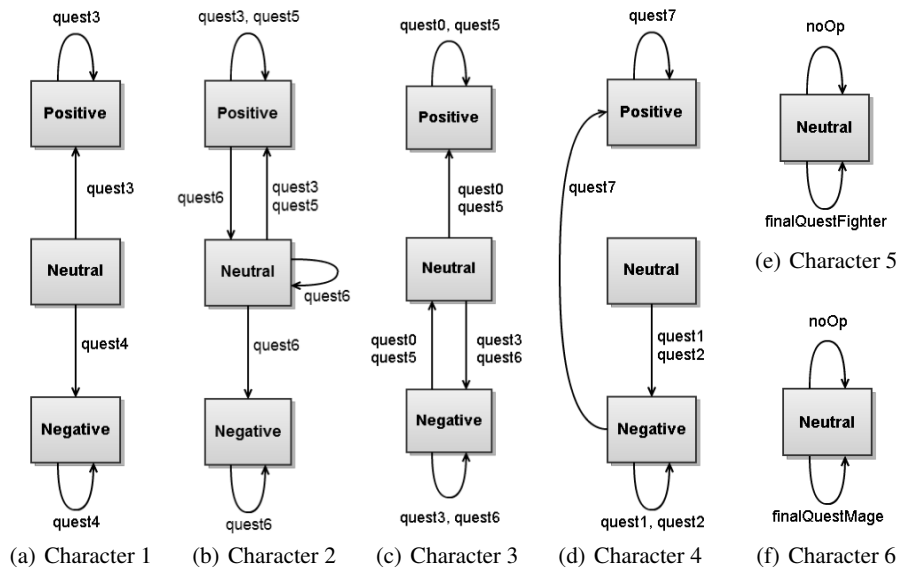 quest3
Positive
quest3
Neutral
quest4
Negative
quest4
(a) Character 1
quest3, quest5
Positive
quest6
quest3
quest5
Neutral
quest6
quest6
Negative
quest6
(b) Character 2
quest0, quest5
Positive
quest0
quest5
Neutral
quest0
quest5
quest3
quest6
Negative
quest3, quest6
(c) Character 3
quest7
Positive
quest7
Neutral
quest1
quest2
Negative
quest1, quest2
(d) Character 4
noOp
Neutral
finalQuestFighter
(e) Character 5
noOp
Neutral
finalQuestMage
(f) Character 6